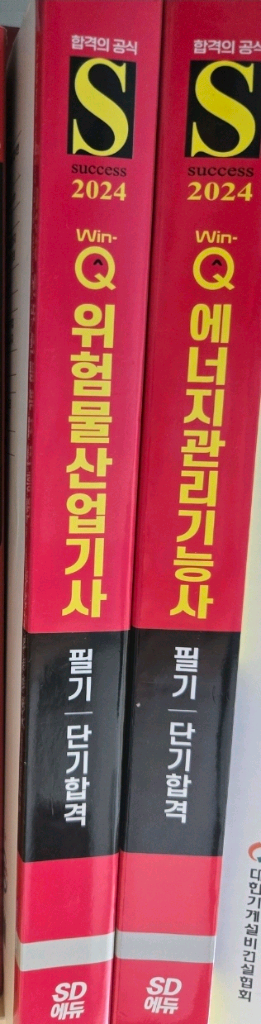 합격의 공식
S
success
2024
Win-
Q
위험물산업기사
필기
단기합격
SD
에듀
합격의 공식
S
success
2024
Win-
Q
에너지관리기능사
필기
단기합격
SD
에듀
대한기계설비건설협회